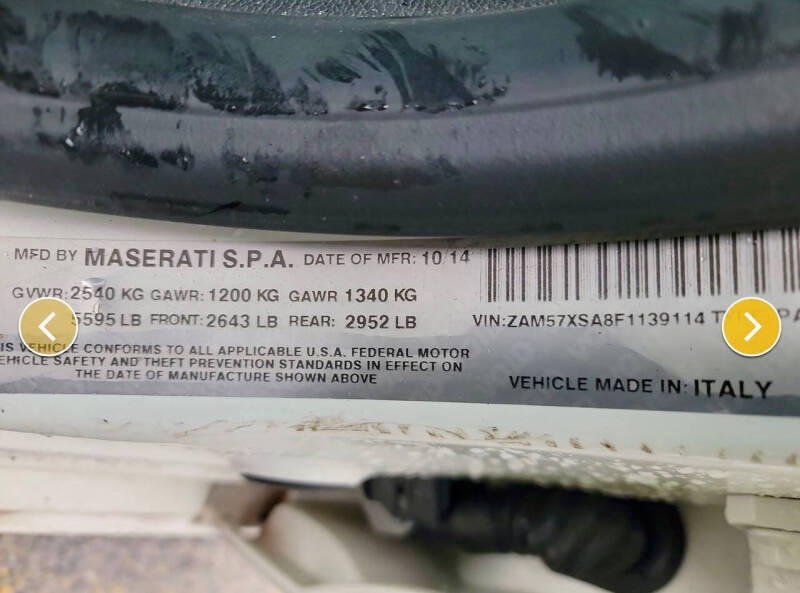 MFD BY MASERATI S.P.A. DATE OF MFR: 10/14
GVWR: 2540 KG GAWR: 1200 KG GAWR 1340 KG
5595 LB FRONT: 2643 LB REAR: 2952 LB
VIN: ZAM57XSA8F1139114
VEHICLE CONFORMS TO ALL APPLICABLE U.S.A. FEDERAL MOTOR
VEHICLE SAFETY AND THEFT PREVENTION STANDARDS IN EFFECT ON
THE DATE OF MANUFACTURE SHOWN ABOVE
VEHICLE MADE IN: ITALY